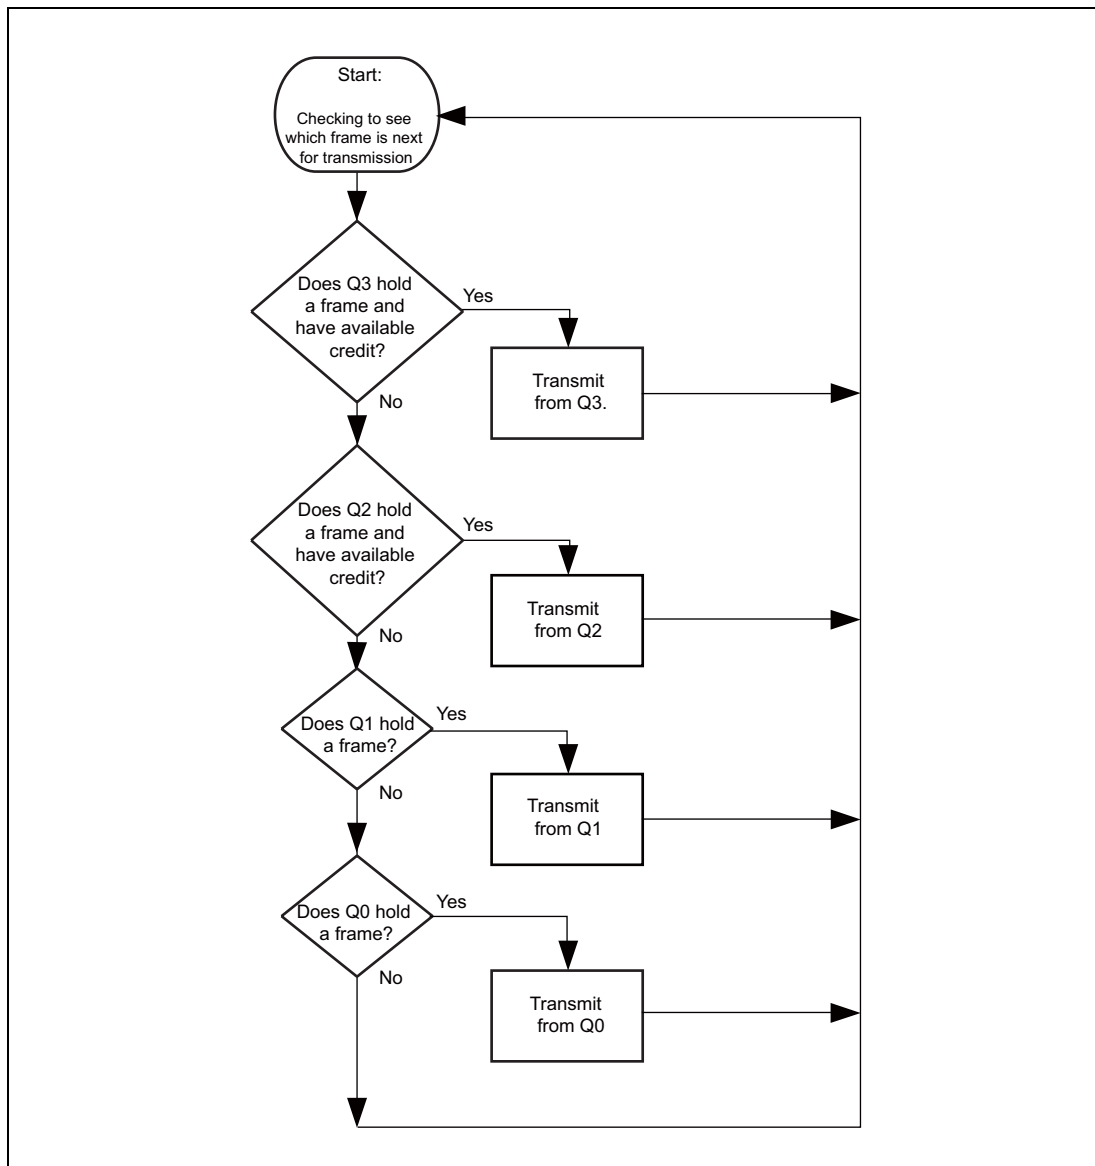 Start:
Checking to see
which frame is next
for transmission
Does Q3 hold
a frame and
have available
credit?
Yes
Transmit
from Q3.
No
Does Q2 hold
a frame and
have available
credit?
Yes
Transmit
from Q2
No
Does Q1 hold
a frame?
Yes
Transmit
from Q1
No
Does Q0 hold
a frame?
Yes
Transmit
from Q0
No